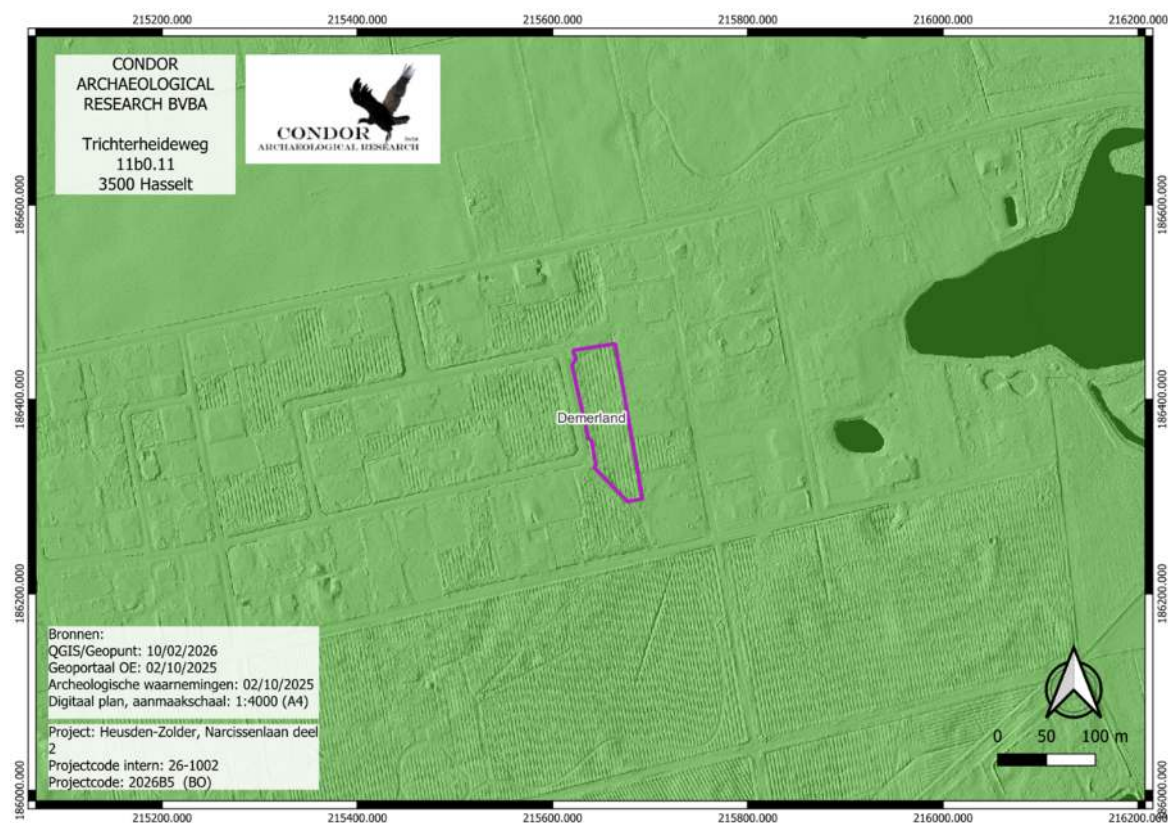 215200.000 215400.000 215600.000 215800.000 216000.000 216200.000
CONDOR
ARCHAEOLOGICAL
RESEARCH BVBA
Trichterheideweg
11b0.11
3500 Hasselt
CONDOR bvba
ARCHAEOLOGICAL RESEARCH
186600.000 186600.000
186400.000 186400.000
Demerland
186200.000 186200.000
Bronnen:
QGIS/Geopunt: 10/02/2026
Geoportaal OE: 02/10/2025
Archeologische waarnemingen: 02/10/2025
Digitaal plan, aanmaakschaal: 1:4000 (A4)
Project: Heusden-Zolder, Narcissenlaan deel
2
Projectcode intern: 26-1002
Projectcode: 2026B5 (BO)
0 50 100 m
186000.000 186000.000
215200.000 215400.000 215600.000 215800.000 216000.000 216200.000